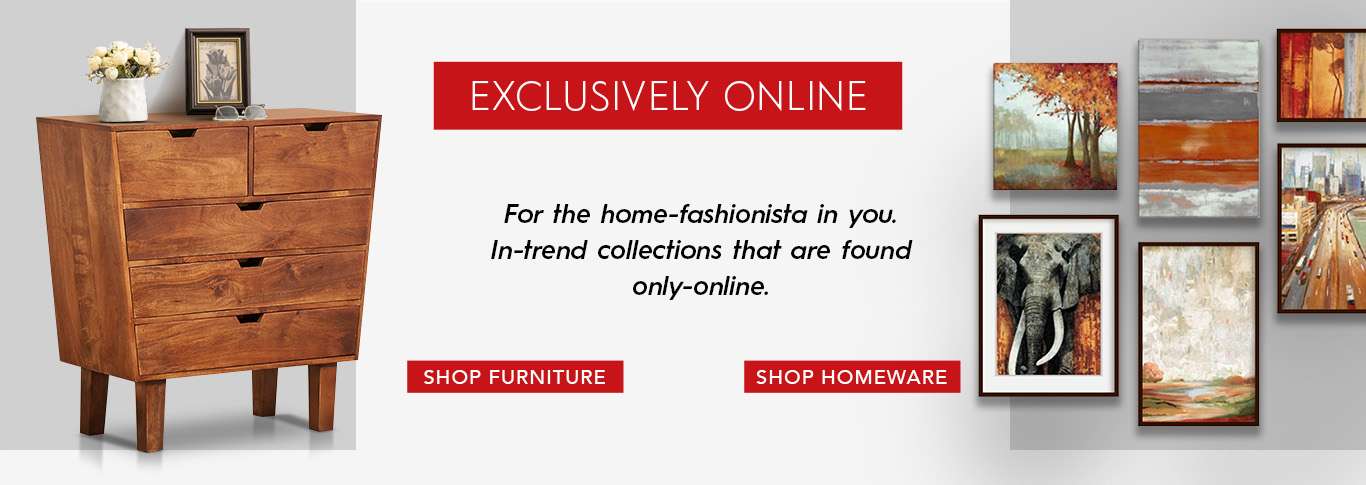 EXCLUSIVELY ONLINE
For the home-fashionista in you.
In-trend collections that are found
only-online.
SHOP FURNITURE
SHOP HOMEWARE